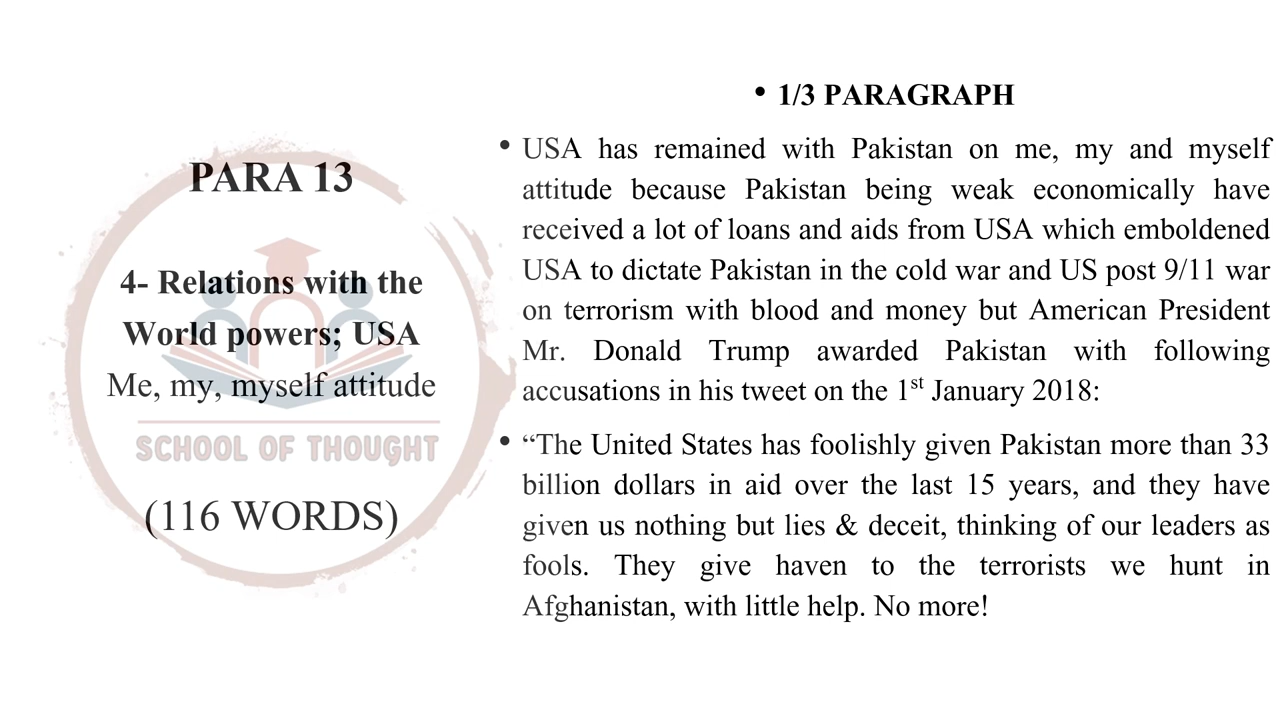 PARA 13
4- Relations with the
World powers; USA
Me, my, myself attitude
SCHOOL OF THOUGHT
(116 WORDS)
• 1/3 PARAGRAPH
• USA has remained with Pakistan on me, my and myself
attitude because Pakistan being weak economically have
received a lot of loans and aids from USA which emboldened
USA to dictate Pakistan in the cold war and US post 9/11 war
on terrorism with blood and money but American President
Mr. Donald Trump awarded Pakistan with following
accusations in his tweet on the 1st January 2018:
• “The United States has foolishly given Pakistan more than 33
billion dollars in aid over the last 15 years, and they have
given us nothing but lies & deceit, thinking of our leaders as
fools. They give haven to the terrorists we hunt in
Afghanistan, with little help. No more!